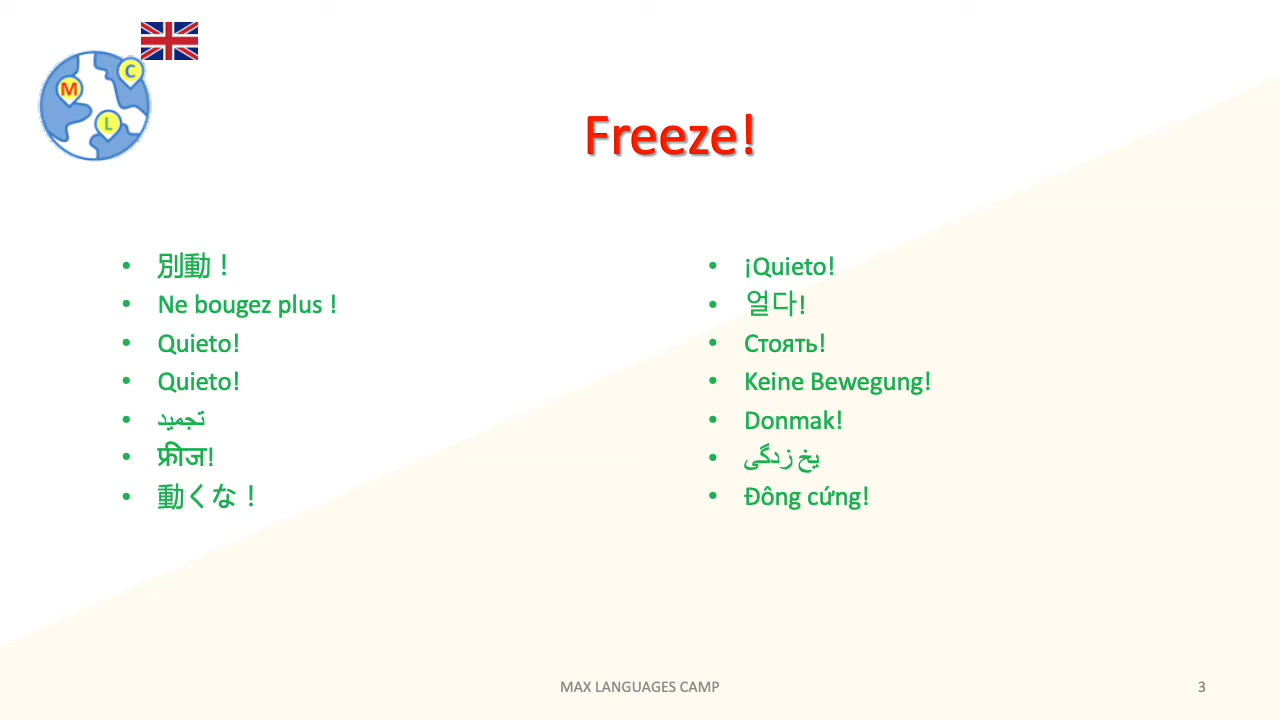 M
C
L
Freeze!
• 別動！
• Ne bougez plus !
• Quieto!
• Quieto!
• تجميد
• फ्रीज!
• 動くな！
• ¡Quieto!
• 얼다!
• Стоять!
• Keine Bewegung!
• Donmak!
• یخ زدگی
• Đông cứng!
MAX LANGUAGES CAMP
3